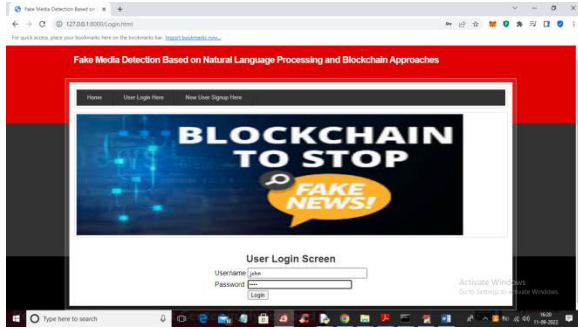 Fake Media Detection Based on
127.0.0.1:8000/Login.html
For quick access, place your bookmarks here on the bookmarks bar. Import bookmarks now...
Fake Media Detection Based on Natural Language Processing and Blockchain Approaches
Home User Login Here New User Signup Here
BLOCKCHAIN
TO STOP
FAKE
NEWS!
User Login Screen
Username john
Password ••••
Login
Activate Windows
Go to Settings to activate Windows.
Type here to search
16:20
11-09-2022